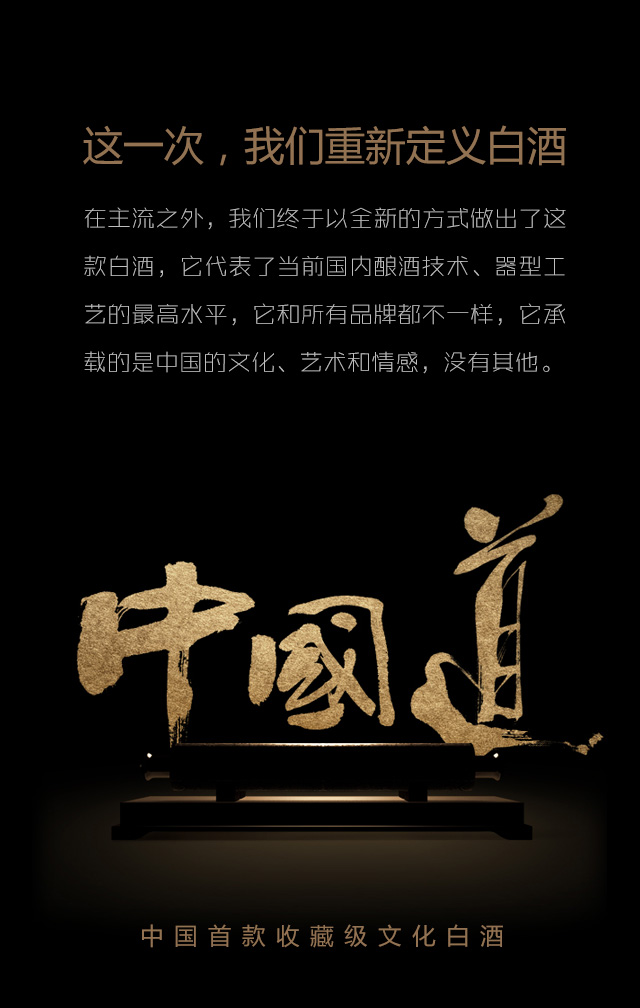 这一次，我们重新定义白酒
在主流之外，我们终于以全新的方式做出了这
款白酒，它代表了当前国内酿酒技术、器型工
艺的最高水平，它和所有品牌都不一样，它承
载的是中国的文化、艺术和情感，没有其他。
中國道
中国首款收藏级文化白酒